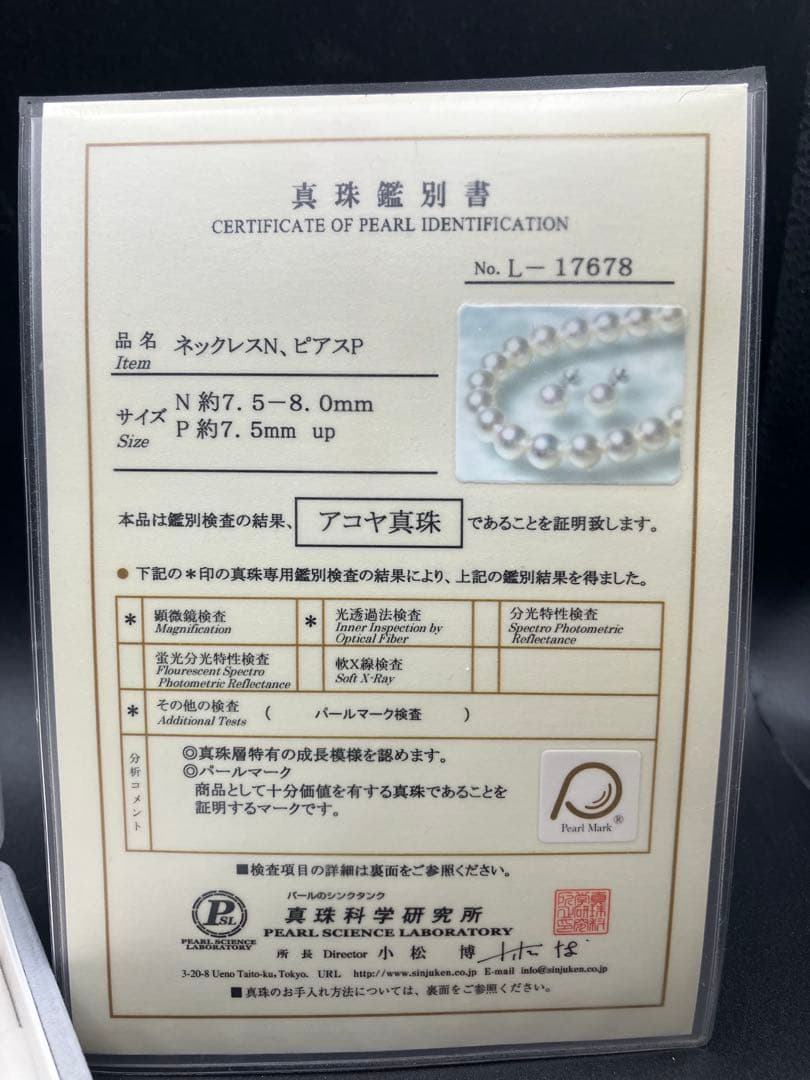 真珠鑑別書
CERTIFICATE OF PEARL IDENTIFICATION
No. L－17678
品名 ネックレスN、ピアスP
Item
サイズ N 約7.5－8.0mm
Size P 約7.5mm up
本品は鑑別検査の結果、 アコヤ真珠 であることを証明致します。
● 下記の＊印の真珠専用鑑別検査の結果により、上記の鑑別結果を得ました。
＊ 顕微鏡検査 ＊ 光透過法検査 分光特性検査
Magnification Inner Inspection by Optical Fiber Spectro Photometric Reflectance
蛍光分光特性検査 軟X線検査
Flourescent Spectro Photometric Reflectance Soft X-Ray
＊ その他の検査 ( パールマーク検査 )
Additional Tests
分析コメント
◎真珠層特有の成長模様を認めます。
◎パールマーク
商品として十分価値を有する真珠であることを
証明するマークです。
Pearl Mark ®
■検査項目の詳細は裏面をご参照ください。
PSL
PEARL SCIENCE
LABORATORY
パールのシンクタンク
真珠科学研究所
PEARL SCIENCE LABORATORY
所長 Director 小松 博
3-20-8 Ueno Taito-ku, Tokyo. URL http://www.sinjuken.co.jp E-mail info@sinjuken.co.jp
■真珠のお手入れ方法については、裏面をご参照ください。